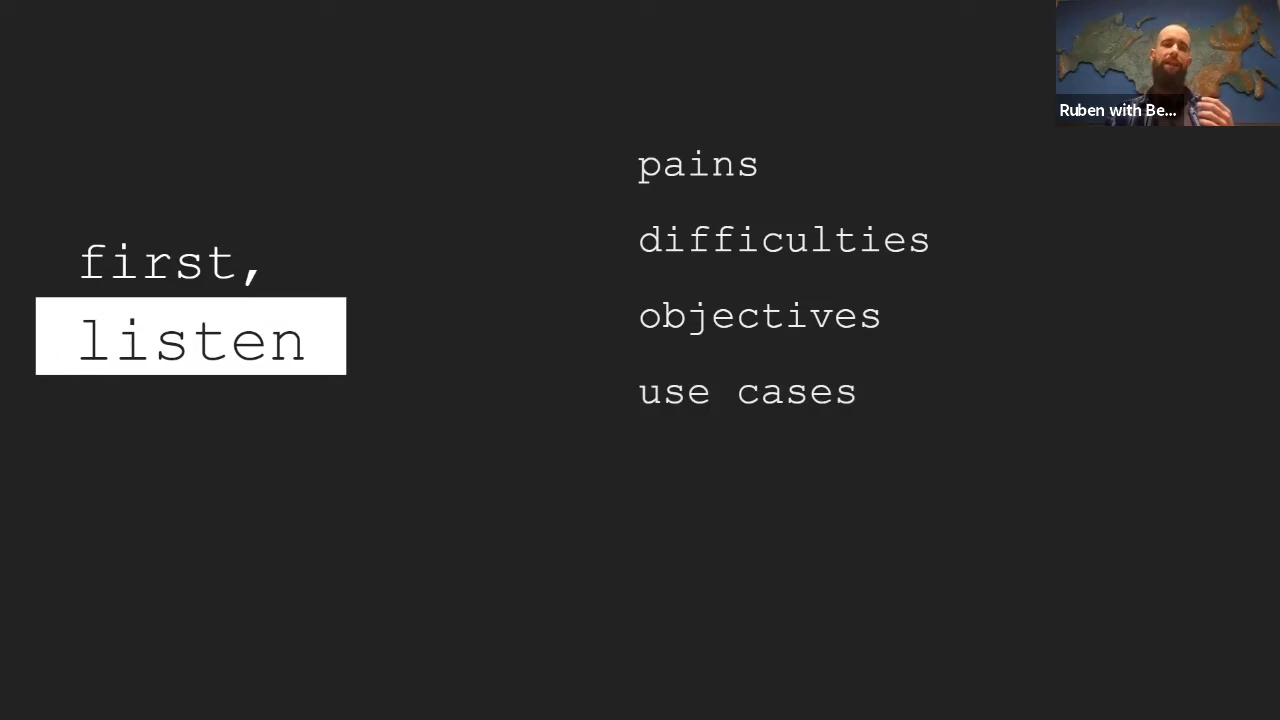 first,
listen
pains
difficulties
objectives
use cases
Ruben with Be...